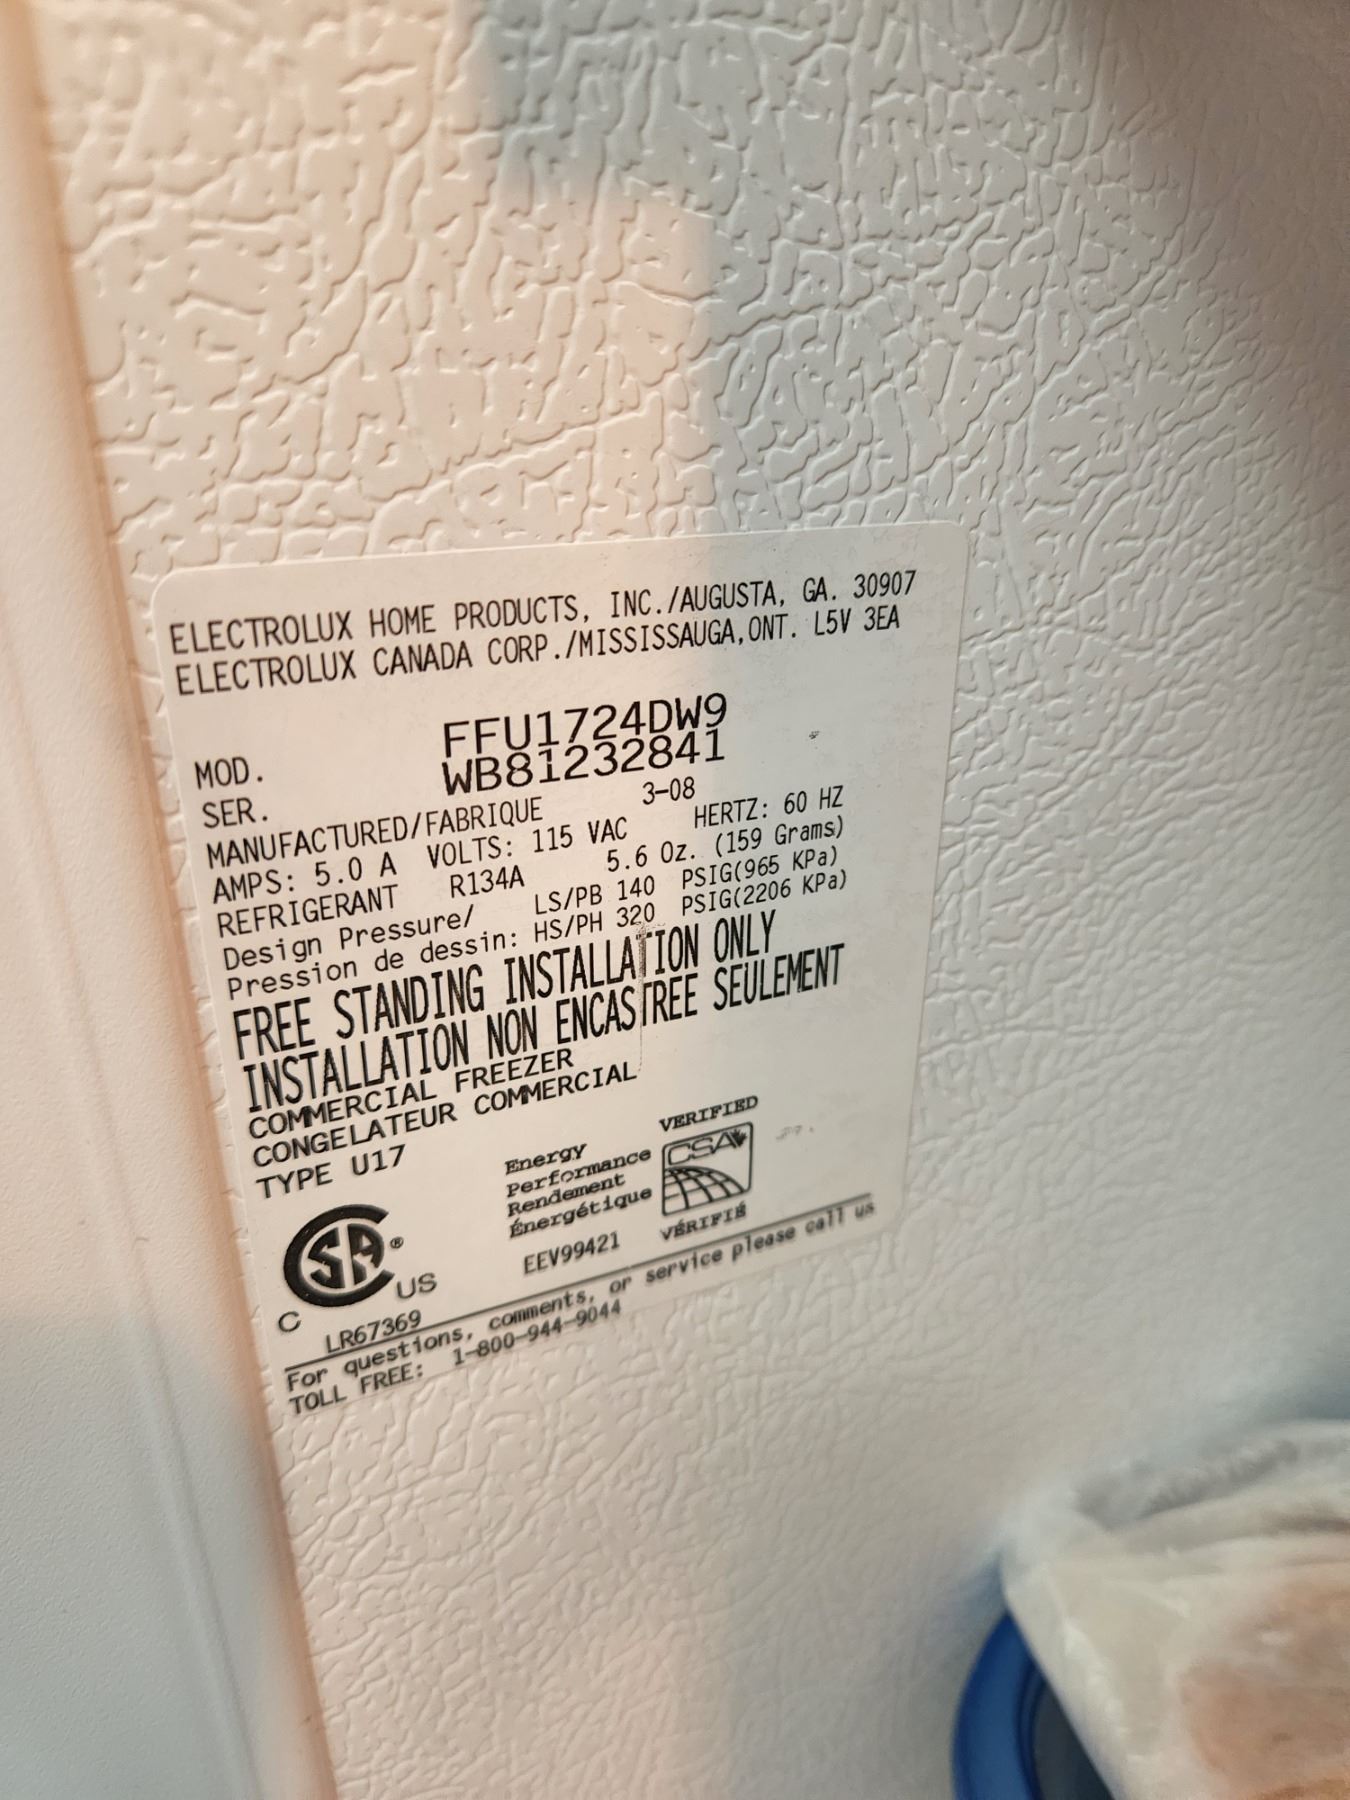 ELECTROLUX HOME PRODUCTS, INC./AUGUSTA, GA. 30907
ELECTROLUX CANADA CORP./MISSISSAUGA,ONT. L5V 3EA
MOD. FFU1724DW9
SER. WB81232841
MANUFACTURED/FABRIQUE 3-08
AMPS: 5.0 A VOLTS: 115 VAC HERTZ: 60 HZ
REFRIGERANT R134A 5.6 Oz. (159 Grams)
Design Pressure/ LS/PB 140 PSIG(965 KPa)
Pression de dessin: HS/PH 320 PSIG(2206 KPa)
FREE STANDING INSTALLATION ONLY
INSTALLATION NON ENCASTREE SEULEMENT
COMMERCIAL FREEZER
CONGELATEUR COMMERCIAL
TYPE U17
Energy
Performance
Rendement
Énergétique
EEV99421
VERIFIED
CSA
VÉRIFIÉ
SA®
C US
LR67369
For questions, comments, or service please call us
TOLL FREE: 1-800-944-9044